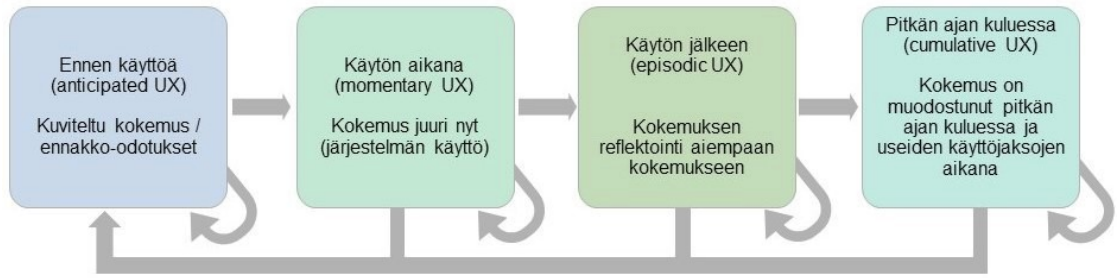 Ennen käyttöä
(anticipated UX)
Kuviteltu kokemus /
ennakko-odotukset
Käytön aikana
(momentary UX)
Kokemus juuri nyt
(järjestelmän käyttö)
Käytön jälkeen
(episodic UX)
Kokemuksen
reflektointi aiempaan
kokemukseen
Pitkän ajan kuluessa
(cumulative UX)
Kokemus on
muodostunut pitkän
ajan kuluessa ja
useiden käyttöjaksojen
aikana